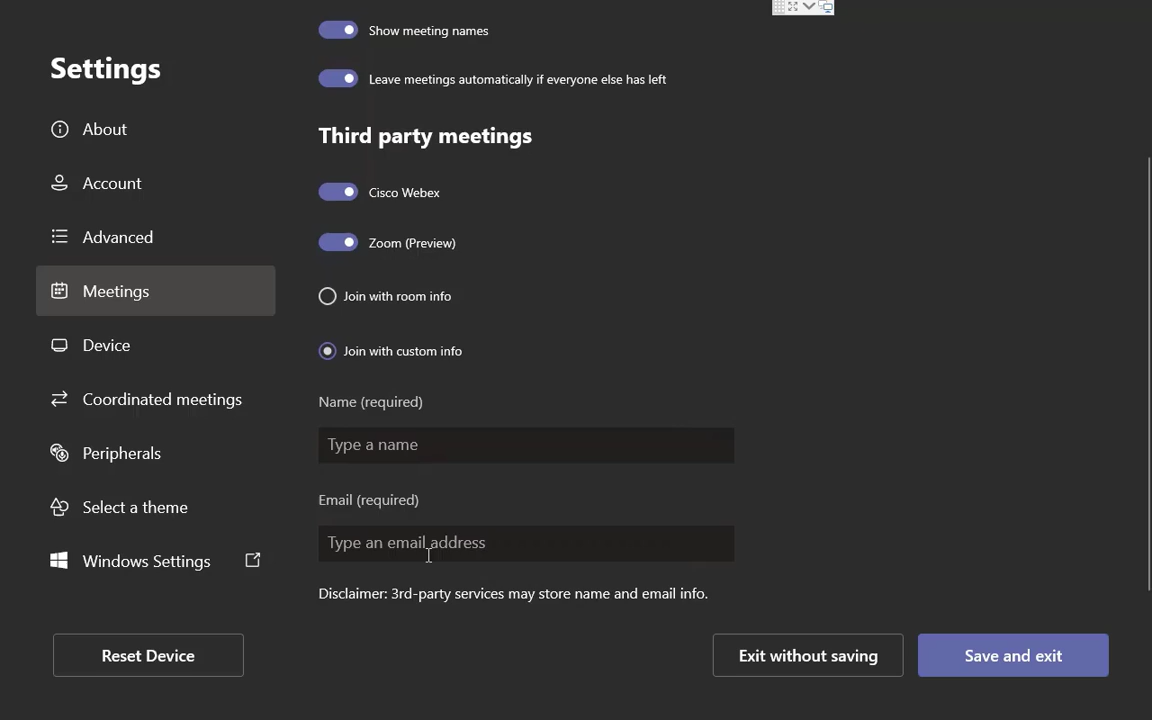 Settings
About
Account
Advanced
Meetings
Device
Coordinated meetings
Peripherals
Select a theme
Windows Settings
Reset Device
Show meeting names
Leave meetings automatically if everyone else has left
Third party meetings
Cisco Webex
Zoom (Preview)
Join with room info
Join with custom info
Name (required)
Type a name
Email (required)
Type an email address
Disclaimer: 3rd-party services may store name and email info.
Exit without saving
Save and exit